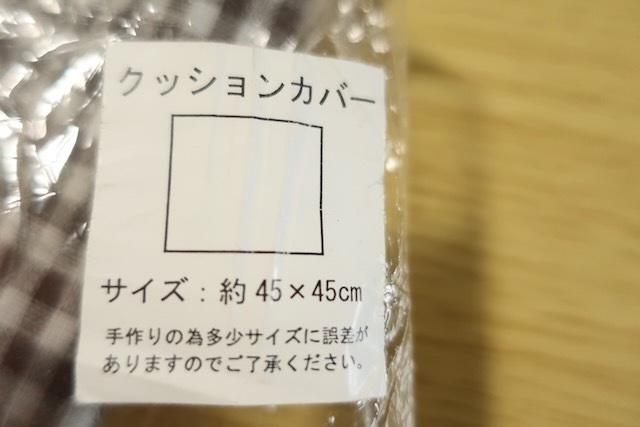 クッションカバー
サイズ：約45×45cm
手作りの為多少サイズに誤差が
ありますのでご了承ください。